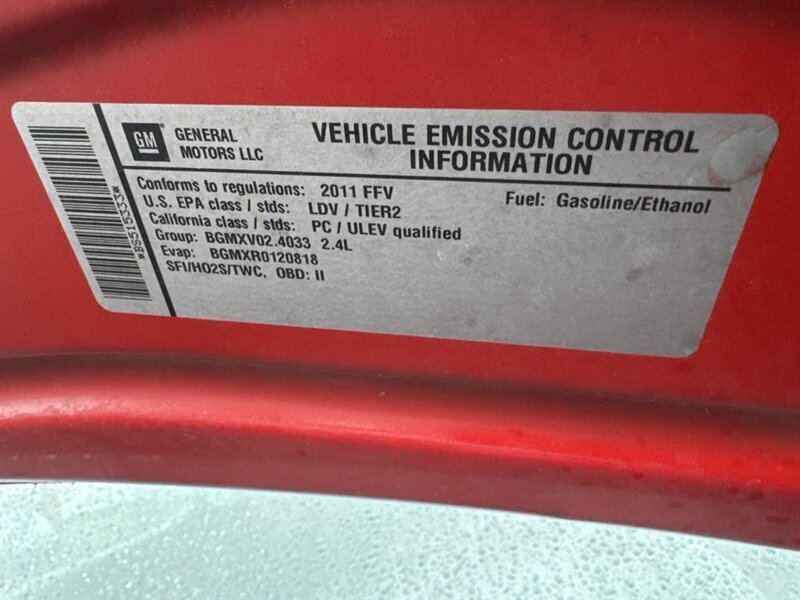 *BS515333*
GM
GENERAL
MOTORS LLC
VEHICLE EMISSION CONTROL
INFORMATION
Conforms to regulations: 2011 FFV
Fuel: Gasoline/Ethanol
U.S. EPA class / stds: LDV / TIER2
California class / stds: PC / ULEV qualified
Group: BGMXV02.4033 2.4L
Evap: BGMXR0120818
SFI/HO2S/TWC, OBD: II